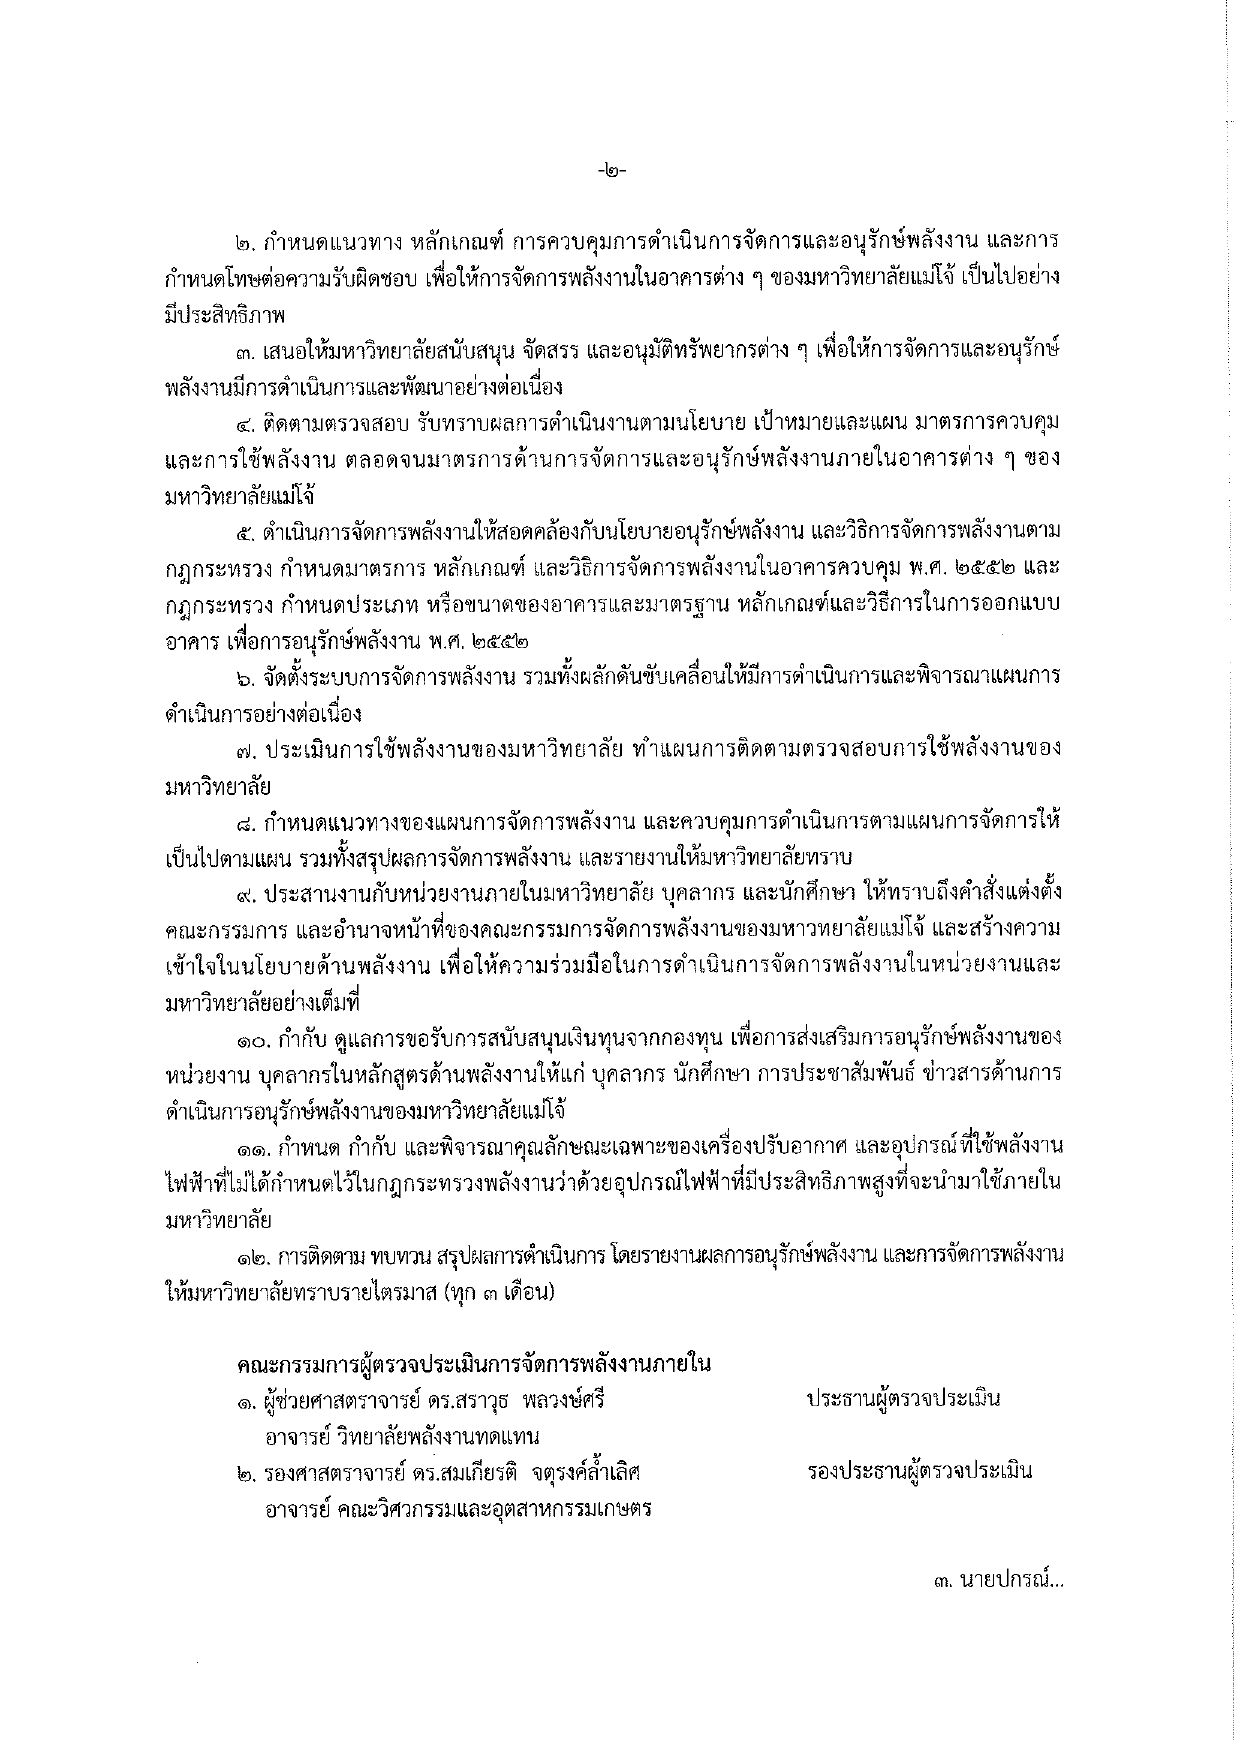 -๒-
๒. กำหนดแนวทาง หลักเกณฑ์ การควบคุมการดำเนินการจัดการและอนุรักษ์พลังงาน และการ
กำหนดโทษต่อความรับผิดชอบ เพื่อให้การจัดการพลังงานในอาคารต่าง ๆ ของมหาวิทยาลัยแม่โจ้ เป็นไปอย่าง
มีประสิทธิภาพ
๓. เสนอให้มหาวิทยาลัยสนับสนุน จัดสรร และอนุมัติทรัพยากรต่าง ๆ เพื่อให้การจัดการและอนุรักษ์
พลังงานมีการดำเนินการและพัฒนาอย่างต่อเนื่อง
๔. ติดตามตรวจสอบ รับทราบผลการดำเนินงานตามนโยบาย เป้าหมายและแผน มาตรการควบคุม
และการใช้พลังงาน ตลอดจนมาตรการด้านการจัดการและอนุรักษ์พลังงานภายในอาคารต่าง ๆ ของ
มหาวิทยาลัยแม่โจ้
๕. ดำเนินการจัดการพลังงานให้สอดคล้องกับนโยบายอนุรักษ์พลังงาน และวิธีการจัดการพลังงานตาม
กฎกระทรวง กำหนดมาตรการ หลักเกณฑ์ และวิธีการจัดการพลังงานในอาคารควบคุม พ.ศ. ๒๕๕๒ และ
กฎกระทรวง กำหนดประเภท หรือขนาดของอาคารและมาตรฐาน หลักเกณฑ์และวิธีการในการออกแบบ
อาคาร เพื่อการอนุรักษ์พลังงาน พ.ศ. ๒๕๕๒
๖. จัดตั้งระบบการจัดการพลังงาน รวมทั้งผลักดันขับเคลื่อนให้มีการดำเนินการและพิจารณาแผนการ
ดำเนินการอย่างต่อเนื่อง
๗. ประเมินการใช้พลังงานของมหาวิทยาลัย ทำแผนการติดตามตรวจสอบการใช้พลังงานของ
มหาวิทยาลัย
๘. กำหนดแนวทางของแผนการจัดการพลังงาน และควบคุมการดำเนินการตามแผนการจัดการให้
เป็นไปตามแผน รวมทั้งสรุปผลการจัดการพลังงาน และรายงานให้มหาวิทยาลัยทราบ
๙. ประสานงานกับหน่วยงานภายในมหาวิทยาลัย บุคลากร และนักศึกษา ให้ทราบถึงคำสั่งแต่งตั้ง
คณะกรรมการ และอำนาจหน้าที่ของคณะกรรมการจัดการพลังงานของมหาวทยาลัยแม่โจ้ และสร้างความ
เข้าใจในนโยบายด้านพลังงาน เพื่อให้ความร่วมมือในการดำเนินการจัดการพลังงานในหน่วยงานและ
มหาวิทยาลัยอย่างเต็มที่
๑๐. กำกับ ดูแลการขอรับการสนับสนุนเงินทุนจากกองทุน เพื่อการส่งเสริมการอนุรักษ์พลังงานของ
หน่วยงาน บุคลากรในหลักสูตรด้านพลังงานให้แก่ บุคลากร นักศึกษา การประชาสัมพันธ์ ข่าวสารด้านการ
ดำเนินการอนุรักษ์พลังงานของมหาวิทยาลัยแม่โจ้
๑๑. กำหนด กำกับ และพิจารณาคุณลักษณะเฉพาะของเครื่องปรับอากาศ และอุปกรณ์ที่ใช้พลังงาน
ไฟฟ้าที่ไม่ได้กำหนดไว้ในกฎกระทรวงพลังงานว่าด้วยอุปกรณ์ไฟฟ้าที่มีประสิทธิภาพสูงที่จะนำมาใช้ภายใน
มหาวิทยาลัย
๑๒. การติดตาม ทบทวน สรุปผลการดำเนินการ โดยรายงานผลการอนุรักษ์พลังงาน และการจัดการพลังงาน
ให้มหาวิทยาลัยทราบรายไตรมาส (ทุก ๓ เดือน)
คณะกรรมการผู้ตรวจประเมินการจัดการพลังงานภายใน
๑. ผู้ช่วยศาสตราจารย์ ดร.สราวุธ พลวงษ์ศรี ประธานผู้ตรวจประเมิน
อาจารย์ วิทยาลัยพลังงานทดแทน
๒. รองศาสตราจารย์ ดร.สมเกียรติ จตุรงค์ล้ำเลิศ รองประธานผู้ตรวจประเมิน
อาจารย์ คณะวิศวกรรมและอุตสาหกรรมเกษตร
๓. นายปกรณ์...